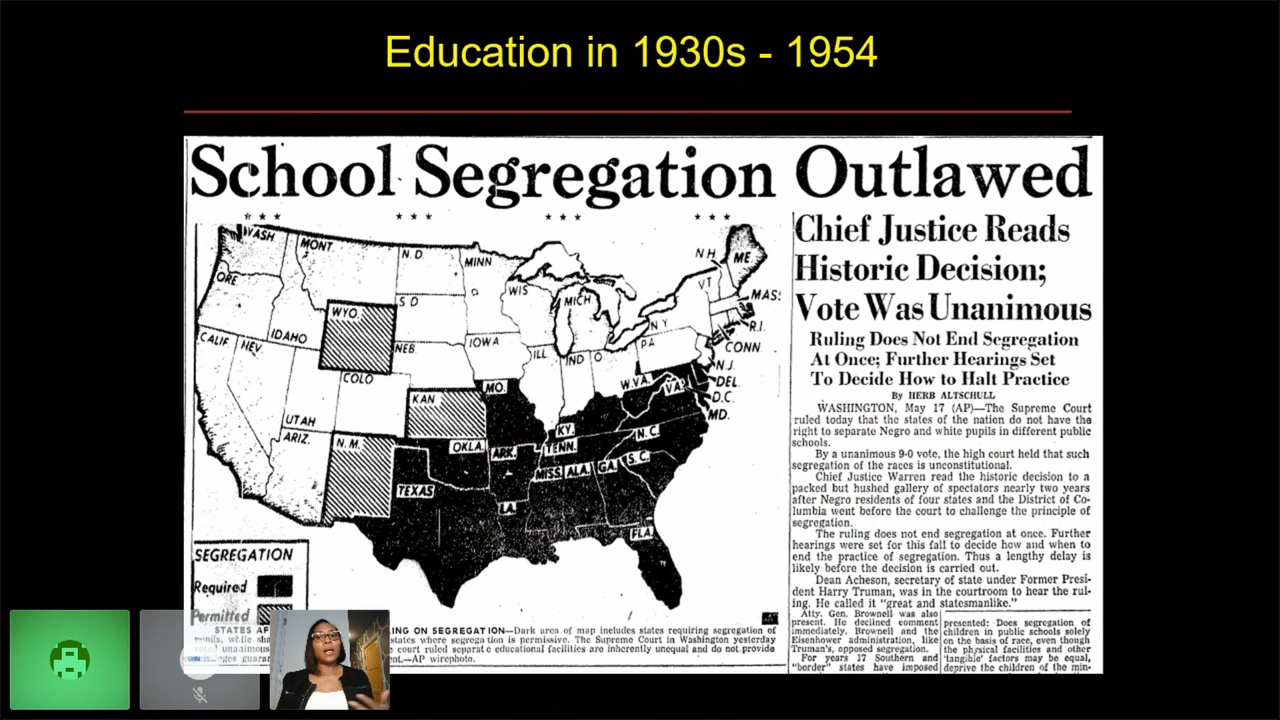 Education in 1930s - 1954
School Segregation Outlawed
WASH.
MONT.
N.D.
MINN
ORE
S D
WIS
MICH
N H
ME.
VT
MASS
WYO.
IDAHO
NEB
IOWA
N Y
R.I.
CONN.
CALIF
NEV.
ILL
IND
O
PA
N.J.
UTAH
COLO
KAN
MO.
W.VA.
VA.
DEL.
D.C.
MD.
ARIZ.
N.M.
OKLA.
ARK.
KY.
TENN.
N.C.
TEXAS
LA.
MISS
ALA.
GA.
S.C.
FLA.
SEGREGATION
Required
Permitted
STATES AF
ING ON SEGREGATION—Dark area of map includes states requiring segregation of
states where segregation is permissive. The Supreme Court in Washington yesterday
court ruled separate educational facilities are inherently unequal and do not provide
ent.—AP wirephoto.
Chief Justice Reads
Historic Decision;
Vote Was Unanimous
Ruling Does Not End Segregation
At Once; Further Hearings Set
To Decide How to Halt Practice
By HERB ALTSCHULL
WASHINGTON, May 17 (AP)—The Supreme Court
ruled today that the states of the nation do not have the
right to separate Negro and white pupils in different public
schools.
By a unanimous 9-0 vote, the high court held that such
segregation of the races is unconstitutional.
Chief Justice Warren read the historic decision to a
packed but hushed gallery of spectators nearly two years
after Negro residents of four states and the District of Co-
lumbia went before the court to challenge the principle of
segregation.
The ruling does not end segregation at once. Further
hearings were set for this fall to decide how and when to
end the practice of segregation. Thus a lengthy delay is
likely before the decision is carried out.
Dean Acheson, secretary of state under Former Presi-
dent Harry Truman, was in the courtroom to hear the rul-
ing. He called it "great and statesmanlike."
Atty. Gen. Brownell was also
present. He declined comment
immediately. Brownell and the
Eisenhower administration, like
Truman's, opposed segregation.
For years 17 Southern and
"border" states have imposed
presented: Does segregation of
children in public schools solely
on the basis of race, even though
the physical facilities and other
'tangible' factors may be equal,
deprive the children of the min-